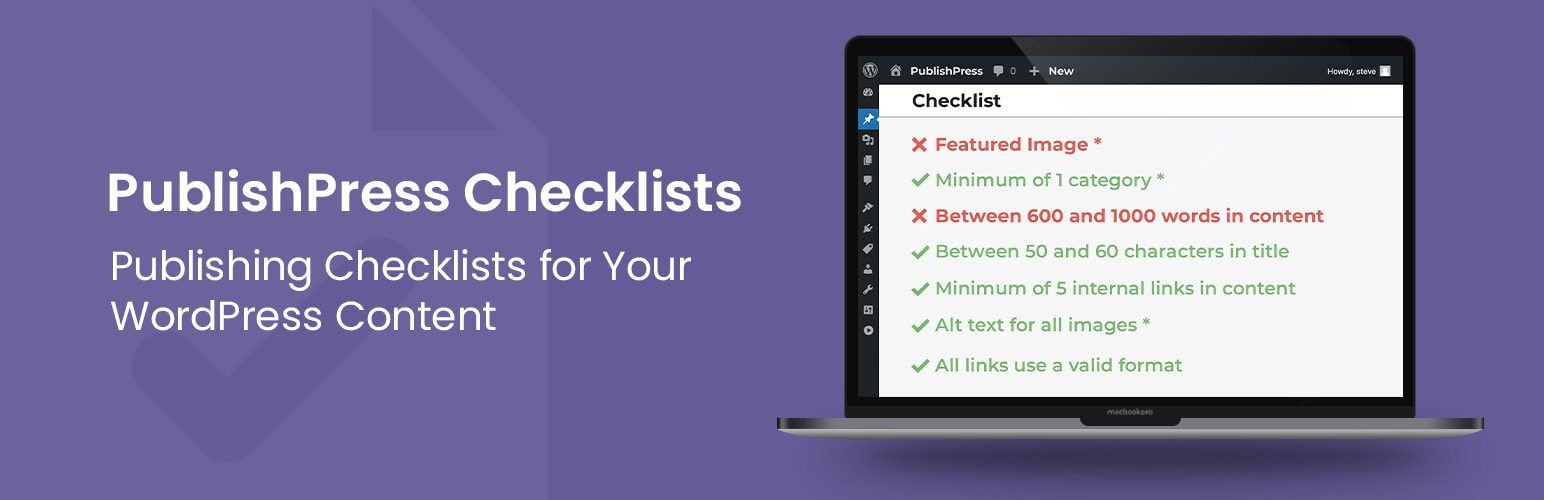 PublishPress Checklists
Publishing Checklists for Your
WordPress Content
PublishPress 0 + New
Howdy, steve
Checklist
Featured Image *
Minimum of 1 category *
Between 600 and 1000 words in content
Between 50 and 60 characters in title
Minimum of 5 internal links in content
Alt text for all images *
All links use a valid format
macbookpro